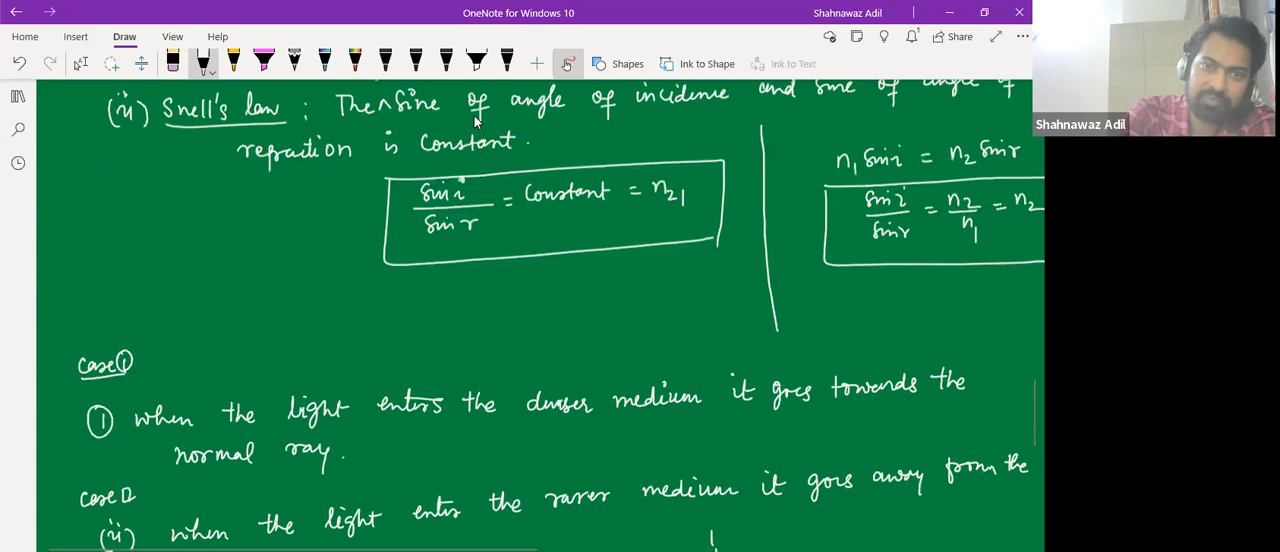 OneNote for Windows 10
Shahnawaz Adil
Home Insert Draw View Help
Share
Shapes
Ink to Shape
Ink to Text
Shahnawaz Adil
(ii) Snell's law : The sine of angle of incidence and sine of angle of
refraction is Constant.
sin i / sin r = Constant = n21
n1 sin i = n2 sin r
sin i / sin r = n2 / n1 = n2
Case ①
① when the light enters the denser medium it goes towards the
normal ray.
Case II
(ii) when the light enter the rarer medium it goes away from the